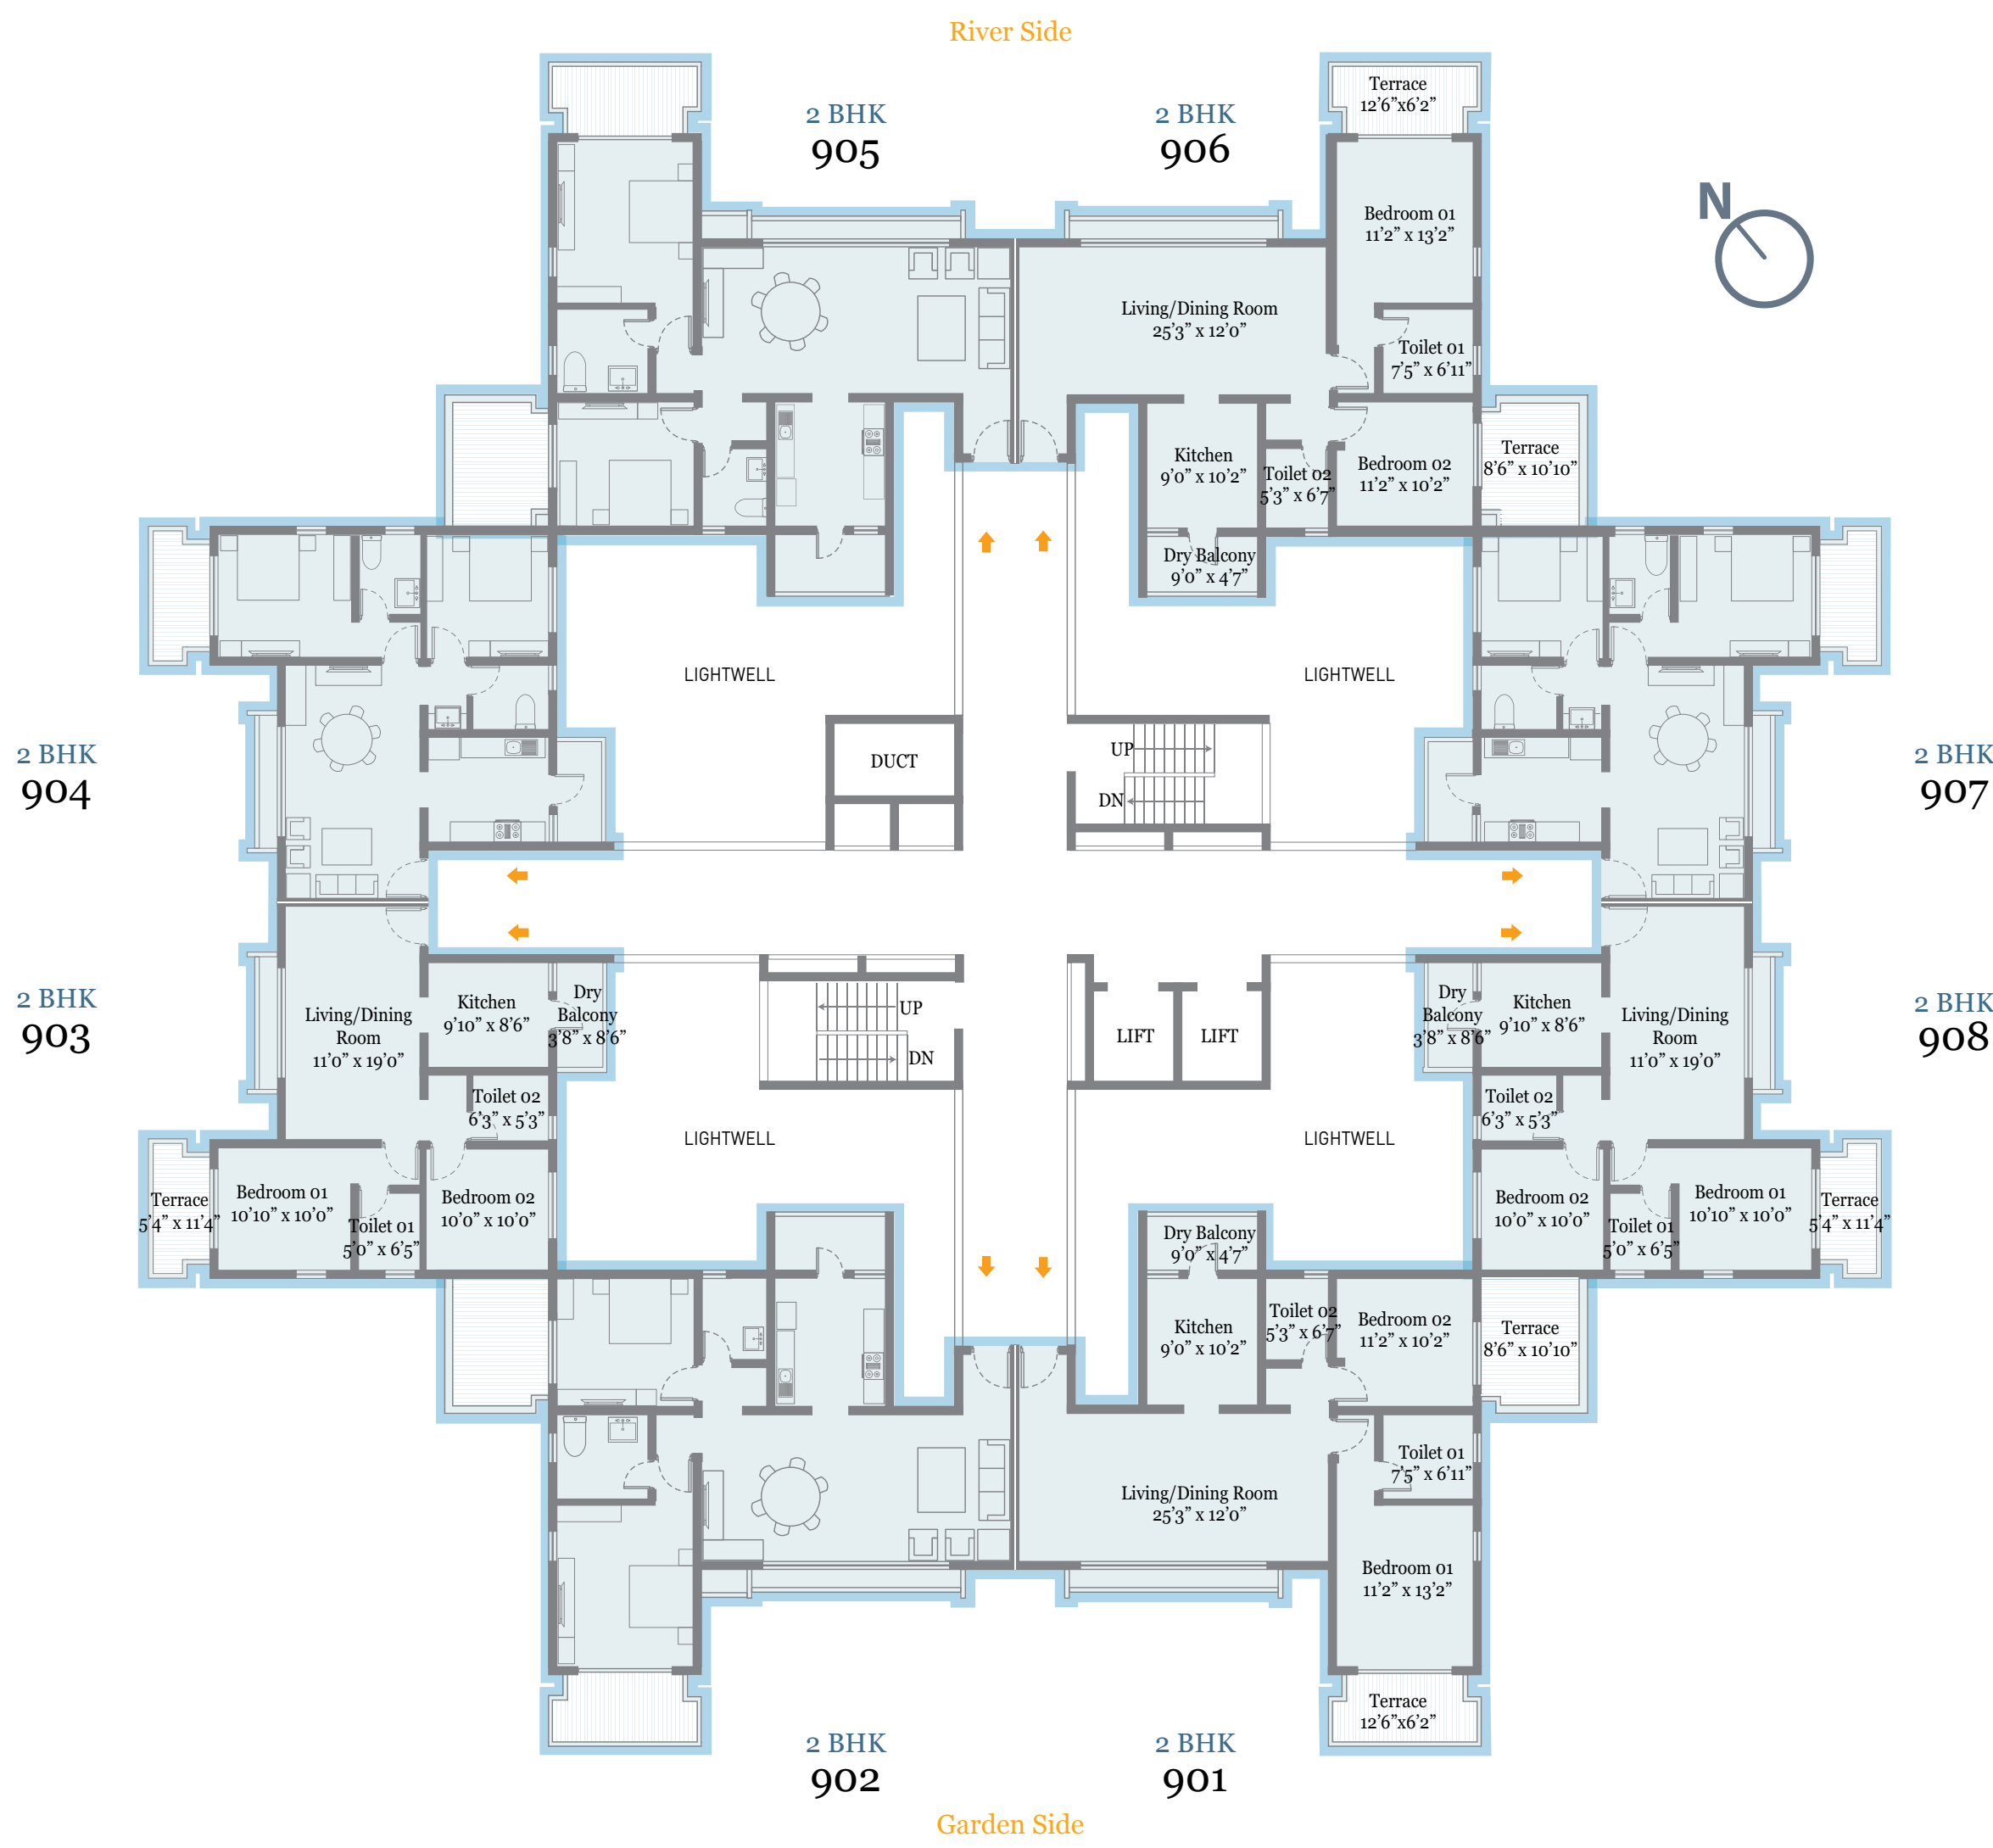 River Side
2 BHK
905
2 BHK
906
Terrace
12’6”x6’2”
N
Bedroom 01
11’2” x 13’2”
Living/Dining Room
25’3” x 12’0”
Toilet 01
7’5” x 6’11”
Kitchen
9’0” x 10’2”
Toilet 02
5’3” x 6’7”
Bedroom 02
11’2” x 10’2”
Terrace
8’6” x 10’10”
Dry Balcony
9’0” x 4’7”
LIGHTWELL
LIGHTWELL
2 BHK
904
DUCT
UP
DN
2 BHK
907
2 BHK
903
Living/Dining
Room
11’0” x 19’0”
Kitchen
9’10” x 8’6”
Dry
Balcony
3’8” x 8’6”
UP
DN
LIFT
LIFT
Dry
Balcony
3’8” x 8’6”
Kitchen
9’10” x 8’6”
Living/Dining
Room
11’0” x 19’0”
2 BHK
908
Toilet 02
6’3” x 5’3”
LIGHTWELL
LIGHTWELL
Toilet 02
6’3” x 5’3”
Terrace
5’4” x 11’4”
Bedroom 01
10’10” x 10’0”
Toilet 01
5’0” x 6’5”
Bedroom 02
10’0” x 10’0”
Bedroom 02
10’0” x 10’0”
Toilet 01
5’0” x 6’5”
Bedroom 01
10’10” x 10’0”
Terrace
5’4” x 11’4”
Dry Balcony
9’0” x 4’7”
Kitchen
9’0” x 10’2”
Toilet 02
5’3” x 6’7”
Bedroom 02
11’2” x 10’2”
Terrace
8’6” x 10’10”
Toilet 01
7’5” x 6’11”
Living/Dining Room
25’3” x 12’0”
Bedroom 01
11’2” x 13’2”
Terrace
12’6”x6’2”
2 BHK
902
2 BHK
901
Garden Side